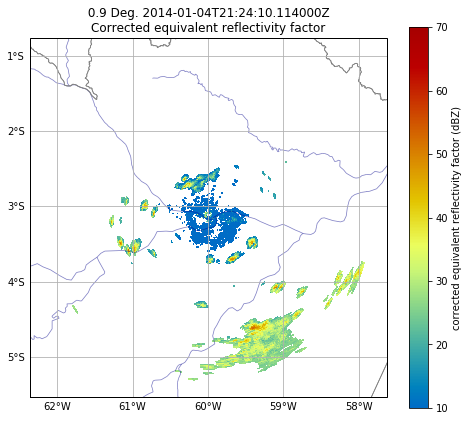 0.9 Deg. 2014-01-04T21:24:10.114000Z
Corrected equivalent reflectivity factor
1°S
2°S
3°S
4°S
5°S
62°W 61°W 60°W 59°W 58°W
70
60
50
40
30
20
10
corrected equivalent reflectivity factor (dBZ)